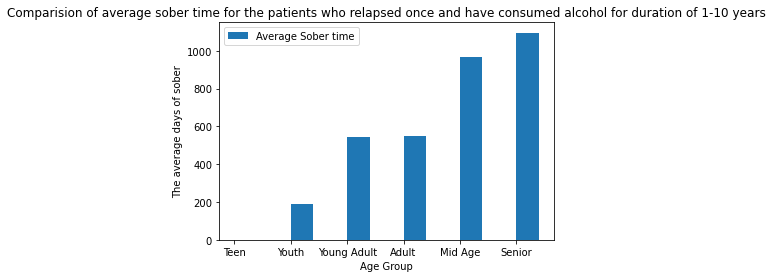 Comparision of average sober time for the patients who relapsed once and have consumed alcohol for duration of 1-10 years
Average Sober time
The average days of sober
1000
800
600
400
200
0
Teen Youth Young Adult Adult Mid Age Senior
Age Group